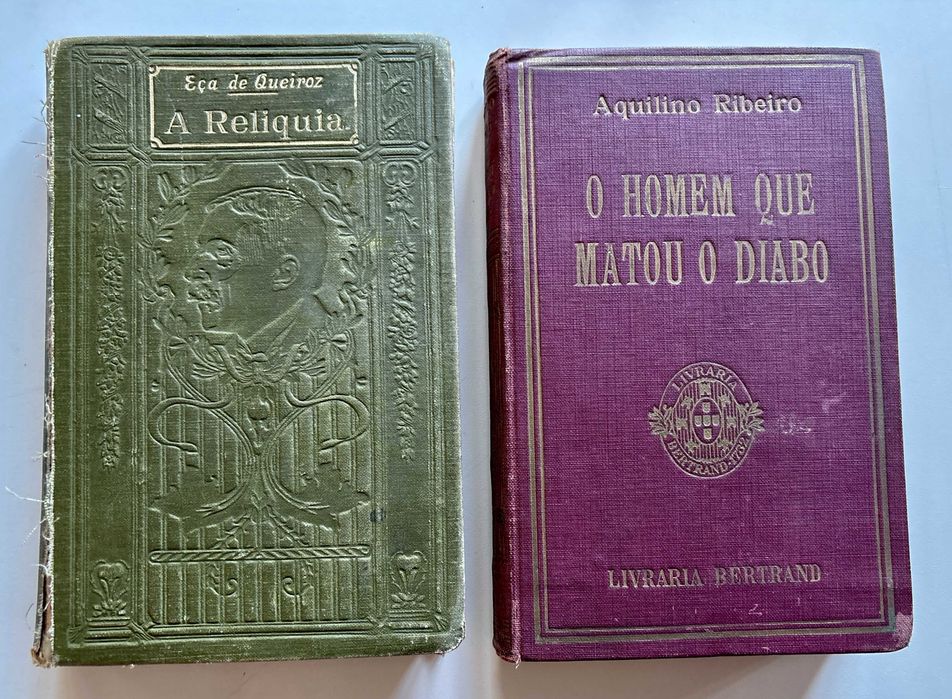 Eça de Queiroz
A Reliquia
Aquilino Ribeiro
O HOMEM QUE
MATOU O DIABO
LIVRARIA
BERTRAND
LIVRARIA BERTRAND